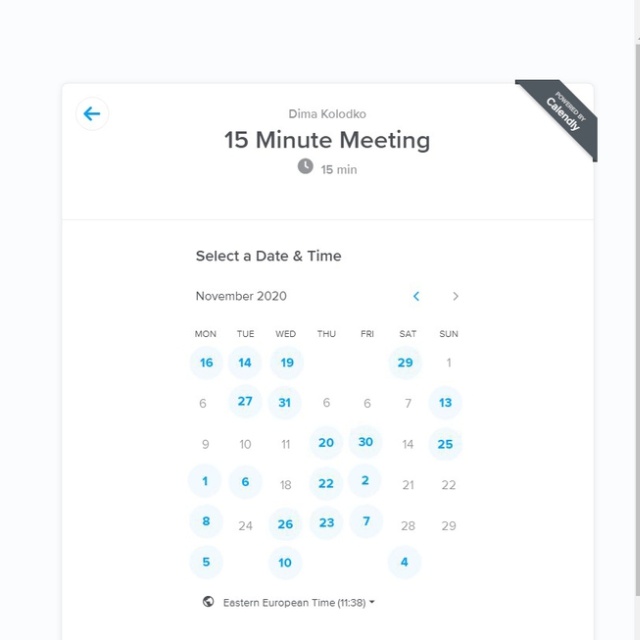 POWERED BY
Calendly
Dima Kolodko
15 Minute Meeting
15 min
Select a Date & Time
November 2020
MON TUE WED THU FRI SAT SUN
16 14 19 29 1
6 27 31 6 6 7 13
9 10 11 20 30 14 25
1 6 18 22 2 21 22
8 24 26 23 7 28 29
5 10 4
Eastern European Time (11:38)